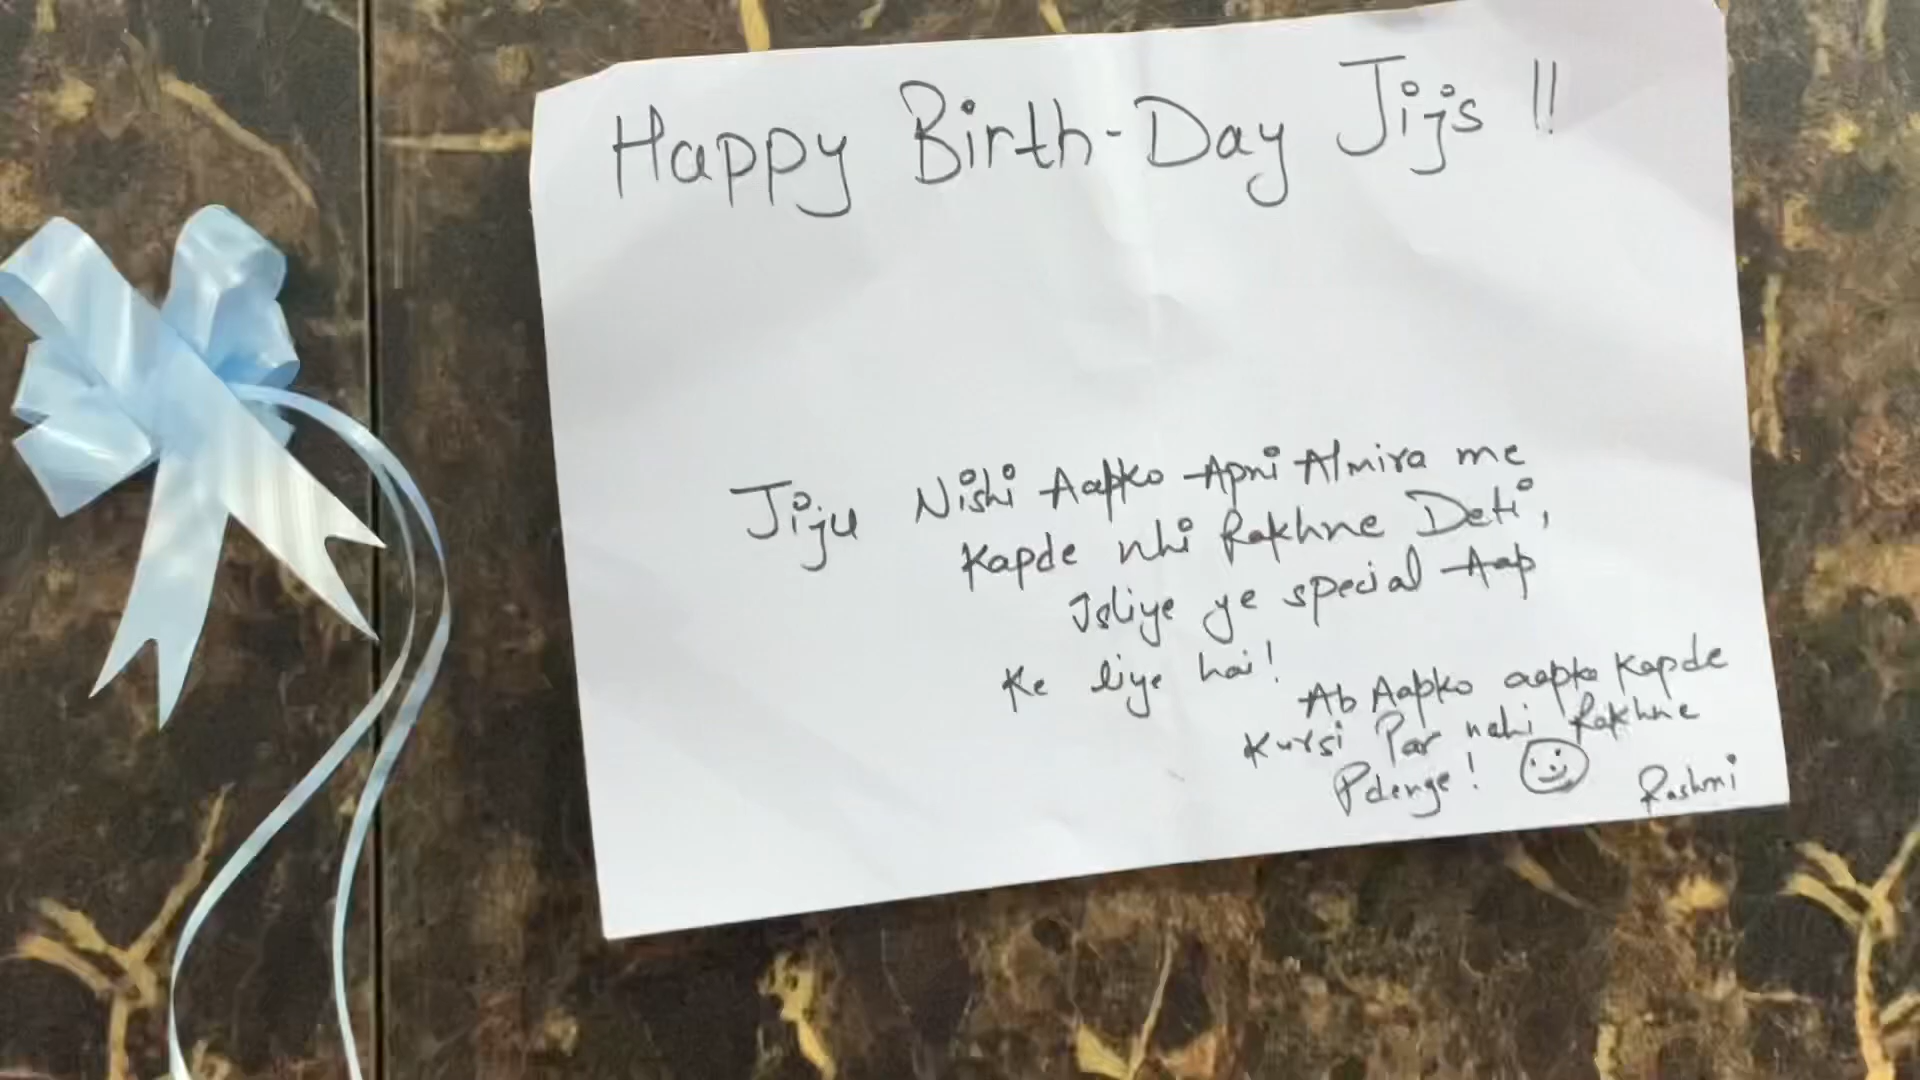 Happy Birth-Day Jijs !!
Jiju Nishi Aapko Apni Almira me
Kapde nhi Rakhne Deti,
Isliye ye special Aap
Ke liye hai!
Ab Aapko aapke Kapde
Kursi Par nahi Rakhne
Pdenge!
Rashmi